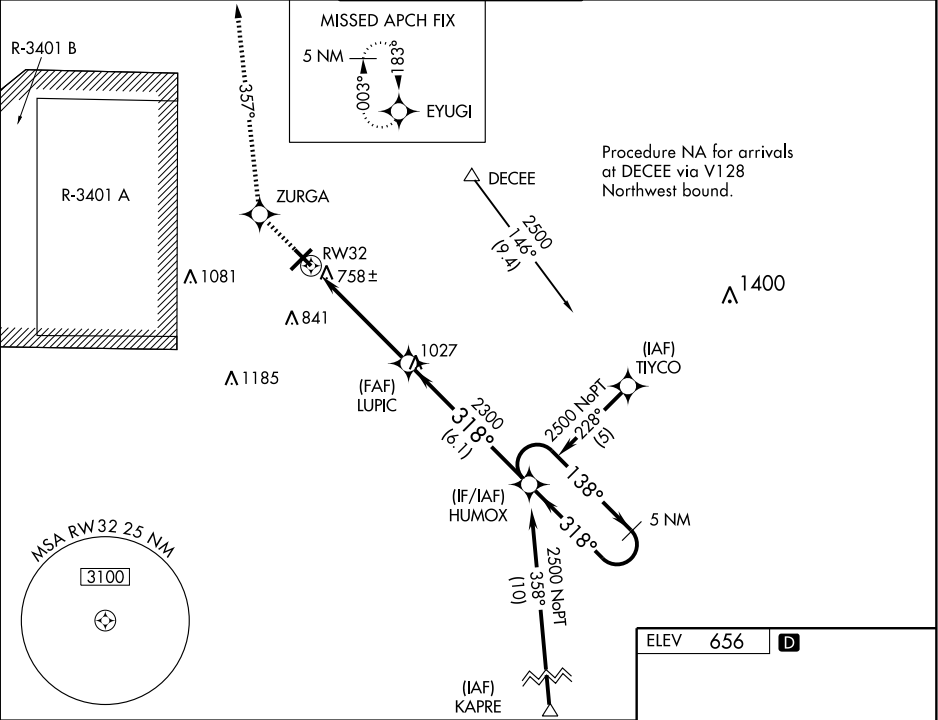 R-3401 B
MISSED APCH FIX
5 NM
183°
003°
EYUGI
357°
R-3401 A
ZURGA
DECEE
Procedure NA for arrivals
at DECEE via V128
Northwest bound.
2500
146°
(9.4)
RW32
758±
1081
841
1400
1027
(FAF)
LUPIC
1185
(IAF)
TIYCO
2300
318°
(6.1)
2500 NoPT
228°
(5)
138°
(IF/IAF)
HUMOX
318°
5 NM
2500 NoPT
358°
(10)
MSA RW32 25 NM
3100
ELEV 656 D
(IAF)
KAPRE